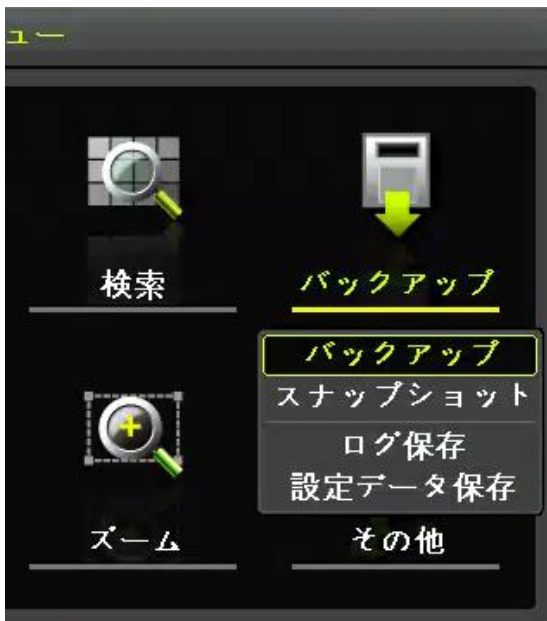 ュー
検索
バックアップ
バックアップ
スナップショット
ログ保存
設定データ保存
ズーム
その他